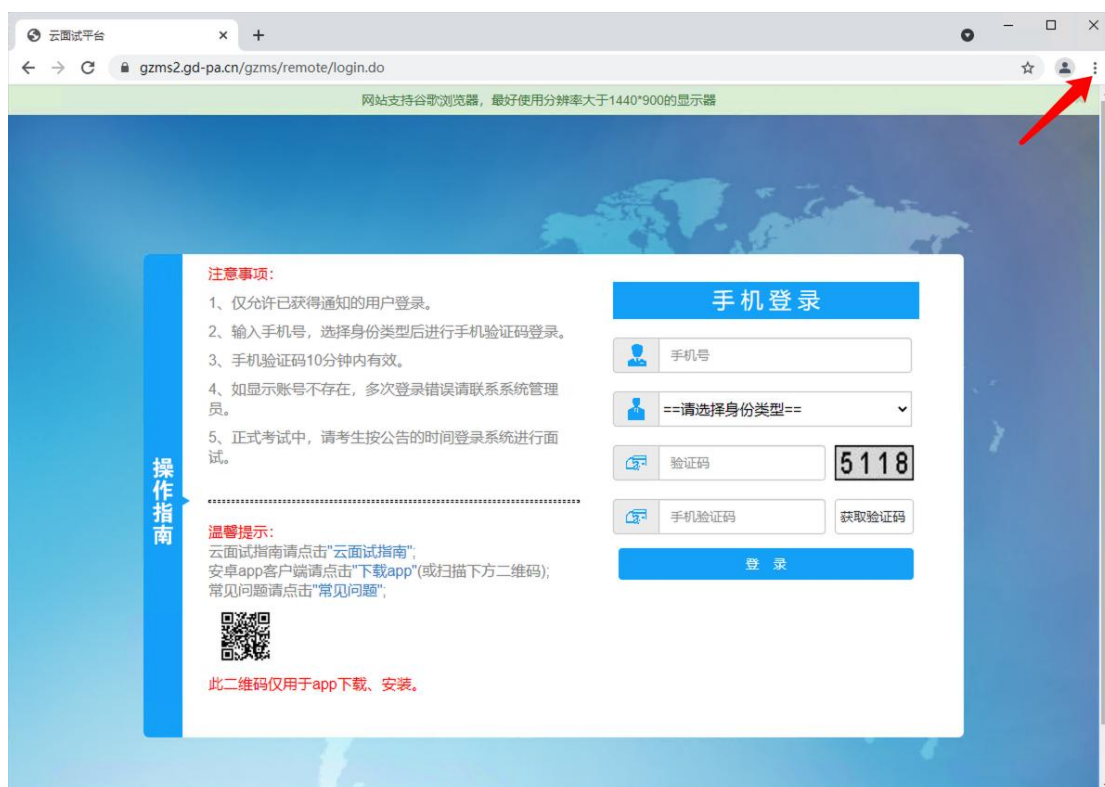 云面试平台
gzms2.gd-pa.cn/gzms/remote/login.do
网站支持谷歌浏览器，最好使用分辨率大于1440*900的显示器
操作指南
注意事项：
1、仅允许已获得通知的用户登录。
2、输入手机号，选择身份类型后进行手机验证码登录。
3、手机验证码10分钟内有效。
4、如显示账号不存在，多次登录错误请联系系统管理
员。
5、正式考试中，请考生按公告的时间登录系统进行面
试。
温馨提示：
云面试指南请点击"云面试指南";
安卓app客户端请点击"下载app"(或扫描下方二维码);
常见问题请点击"常见问题";
此二维码仅用于app下载、安装。
手机登录
手机号
==请选择身份类型==
验证码
5118
手机验证码
获取验证码
登 录